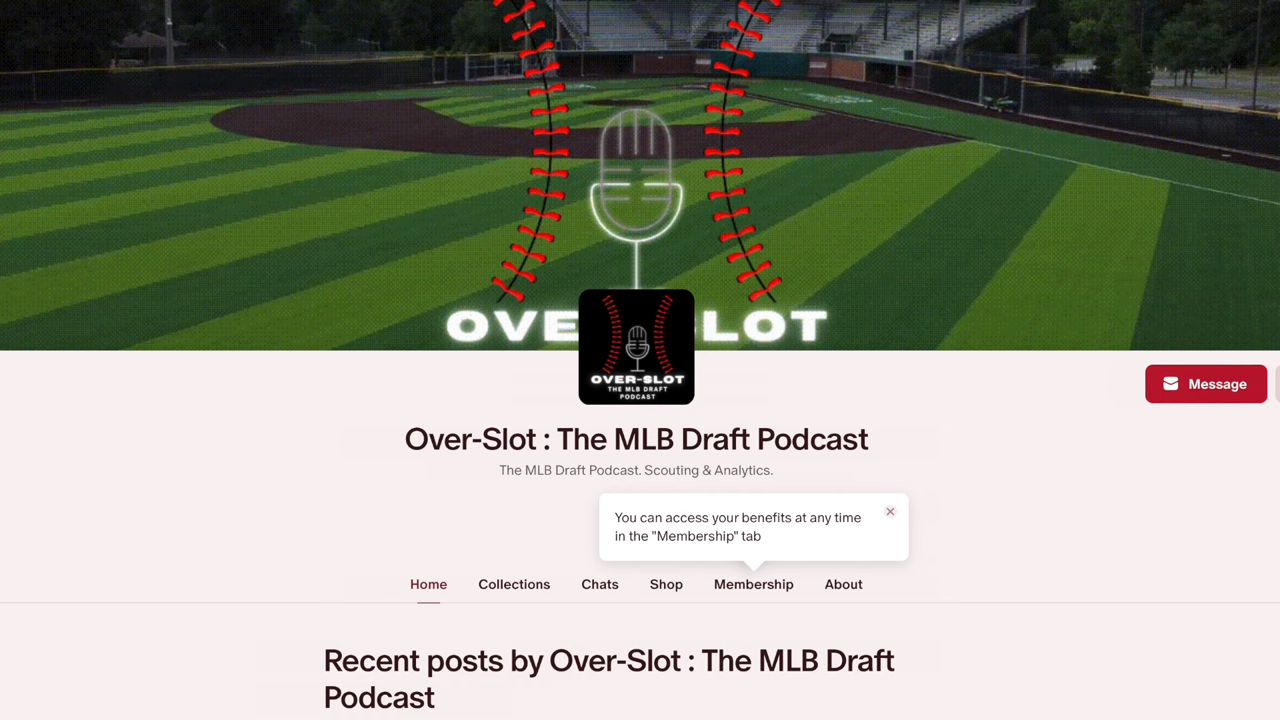 OVE
LOT
OVER-SLOT
THE MLB DRAFT
PODCAST
Message
Over-Slot : The MLB Draft Podcast
The MLB Draft Podcast. Scouting & Analytics.
You can access your benefits at any time
in the "Membership" tab
Home Collections Chats Shop Membership About
Recent posts by Over-Slot : The MLB Draft
Podcast